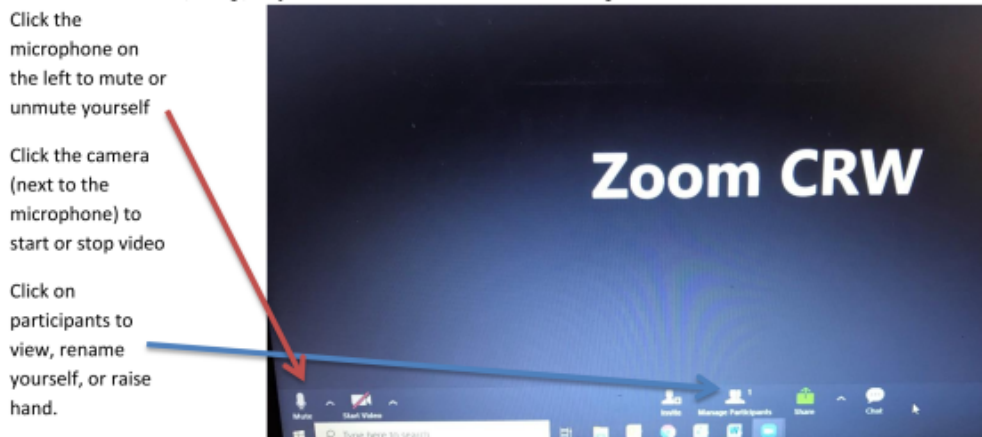 Click the
microphone on
the left to mute or
unmute yourself
Click the camera
(next to the
microphone) to
start or stop video
Click on
participants to
view, rename
yourself, or raise
hand.
Zoom CRW
Mute
Start Video
Invite
Manage Participants
1
Share
Chat
Type here to search